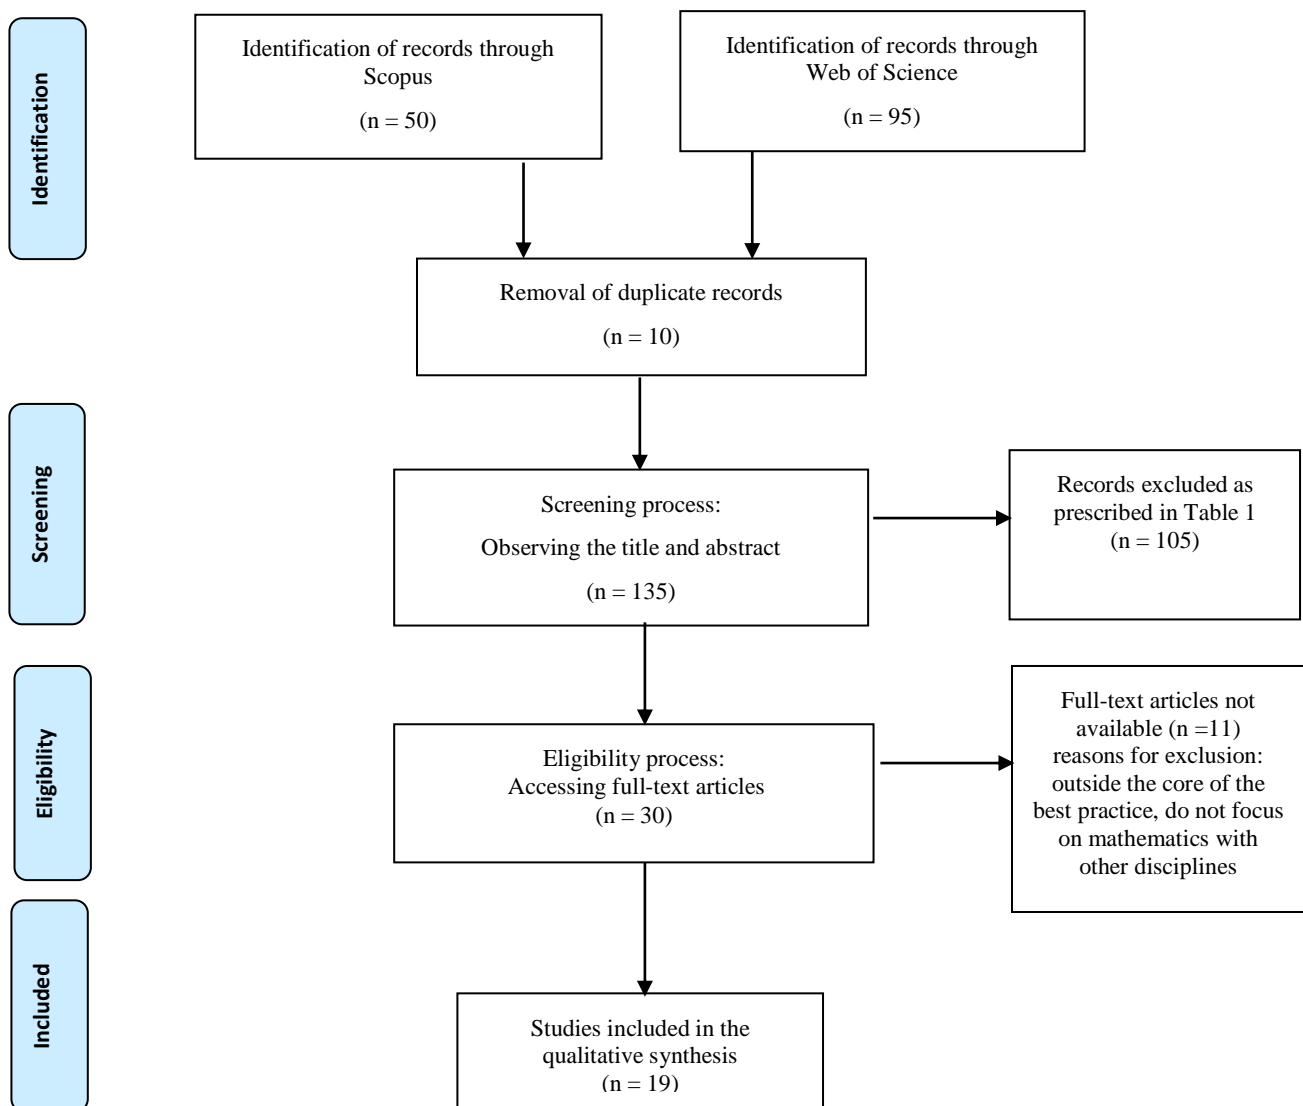 Identification
Identification of records through
Scopus
(n = 50)
Identification of records through
Web of Science
(n = 95)
Removal of duplicate records
(n = 10)
Screening
Screening process:
Observing the title and abstract
(n = 135)
Records excluded as
prescribed in Table 1
(n = 105)
Eligibility
Eligibility process:
Accessing full-text articles
(n = 30)
Full-text articles not
available (n =11)
reasons for exclusion:
outside the core of the
best practice, do not focus
on mathematics with
other disciplines
Included
Studies included in the
qualitative synthesis
(n = 19)